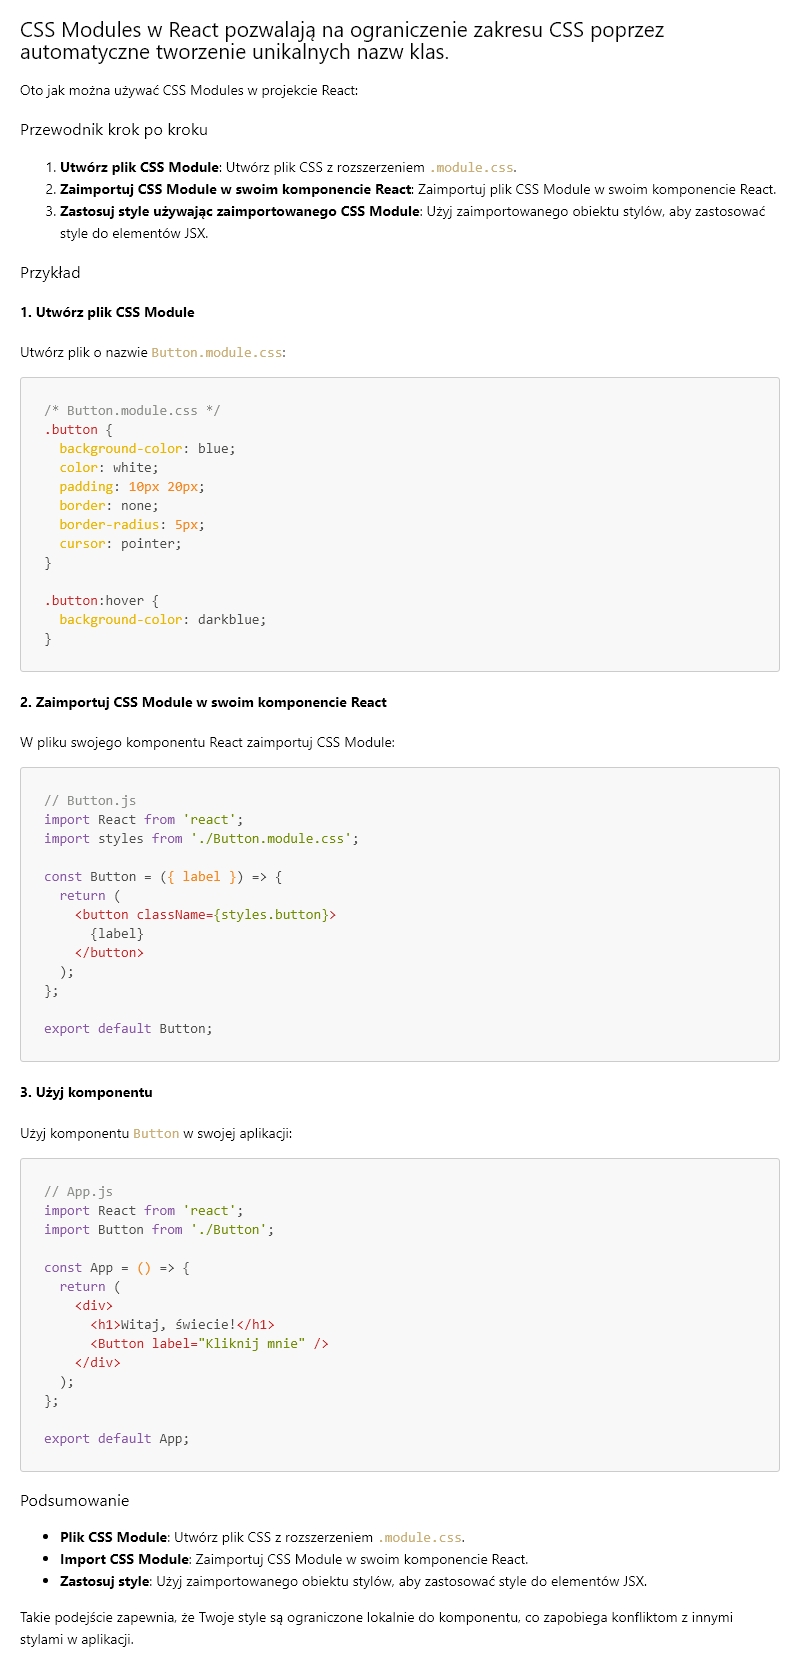 CSS Modules w React pozwalają na ograniczenie zakresu CSS poprzez
automatyczne tworzenie unikalnych nazw klas.
Oto jak można używać CSS Modules w projekcie React:
Przewodnik krok po kroku
1. Utwórz plik CSS Module: Utwórz plik CSS z rozszerzeniem .module.css.
2. Zaimportuj CSS Module w swoim komponencie React: Zaimportuj plik CSS Module w swoim komponencie React.
3. Zastosuj style używając zaimportowanego CSS Module: Użyj zaimportowanego obiektu stylów, aby zastosować
style do elementów JSX.
Przykład
1. Utwórz plik CSS Module
Utwórz plik o nazwie Button.module.css:
/* Button.module.css */
.button {
  background-color: blue;
  color: white;
  padding: 10px 20px;
  border: none;
  border-radius: 5px;
  cursor: pointer;
}

.button:hover {
  background-color: darkblue;
}
2. Zaimportuj CSS Module w swoim komponencie React
W pliku swojego komponentu React zaimportuj CSS Module:
// Button.js
import React from 'react';
import styles from './Button.module.css';

const Button = ({ label }) => {
  return (
    <button className={styles.button}>
      {label}
    </button>
  );
};

export default Button;
3. Użyj komponentu
Użyj komponentu Button w swojej aplikacji:
// App.js
import React from 'react';
import Button from './Button';

const App = () => {
  return (
    <div>
      <h1>Witaj, świecie!</h1>
      <Button label="Kliknij mnie" />
    </div>
  );
};

export default App;
Podsumowanie
• Plik CSS Module: Utwórz plik CSS z rozszerzeniem .module.css.
• Import CSS Module: Zaimportuj CSS Module w swoim komponencie React.
• Zastosuj style: Użyj zaimportowanego obiektu stylów, aby zastosować style do elementów JSX.
Takie podejście zapewnia, że Twoje style są ograniczone lokalnie do komponentu, co zapobiega konfliktom z innymi
stylami w aplikacji.